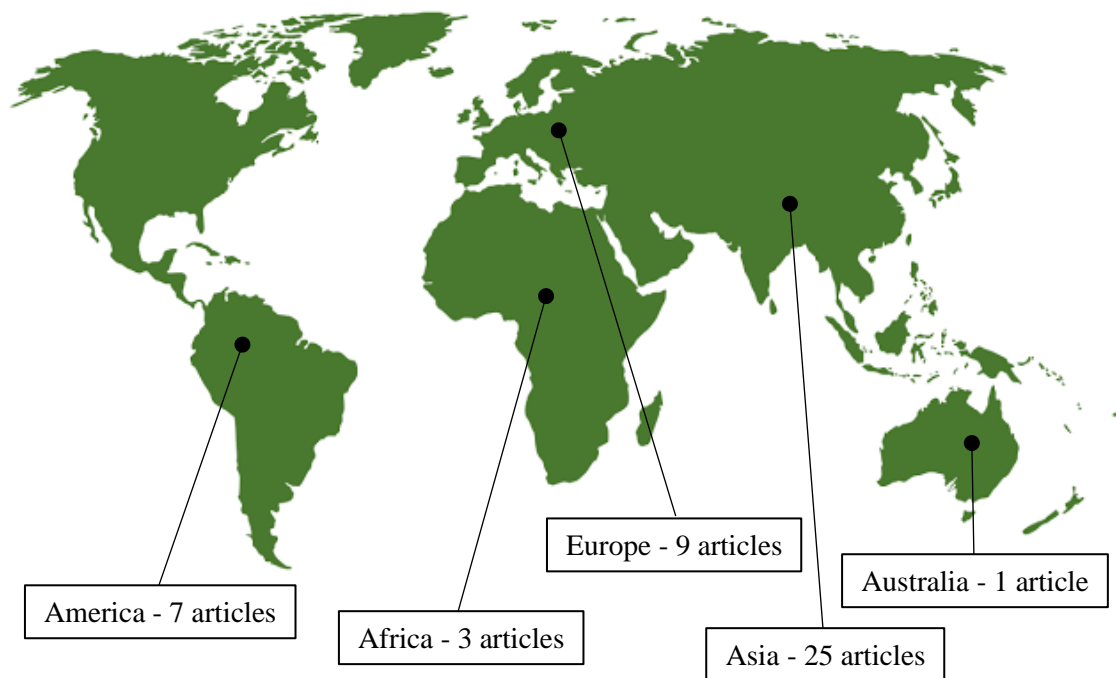 Europe - 9 articles
America - 7 articles
Australia - 1 article
Africa - 3 articles
Asia - 25 articles